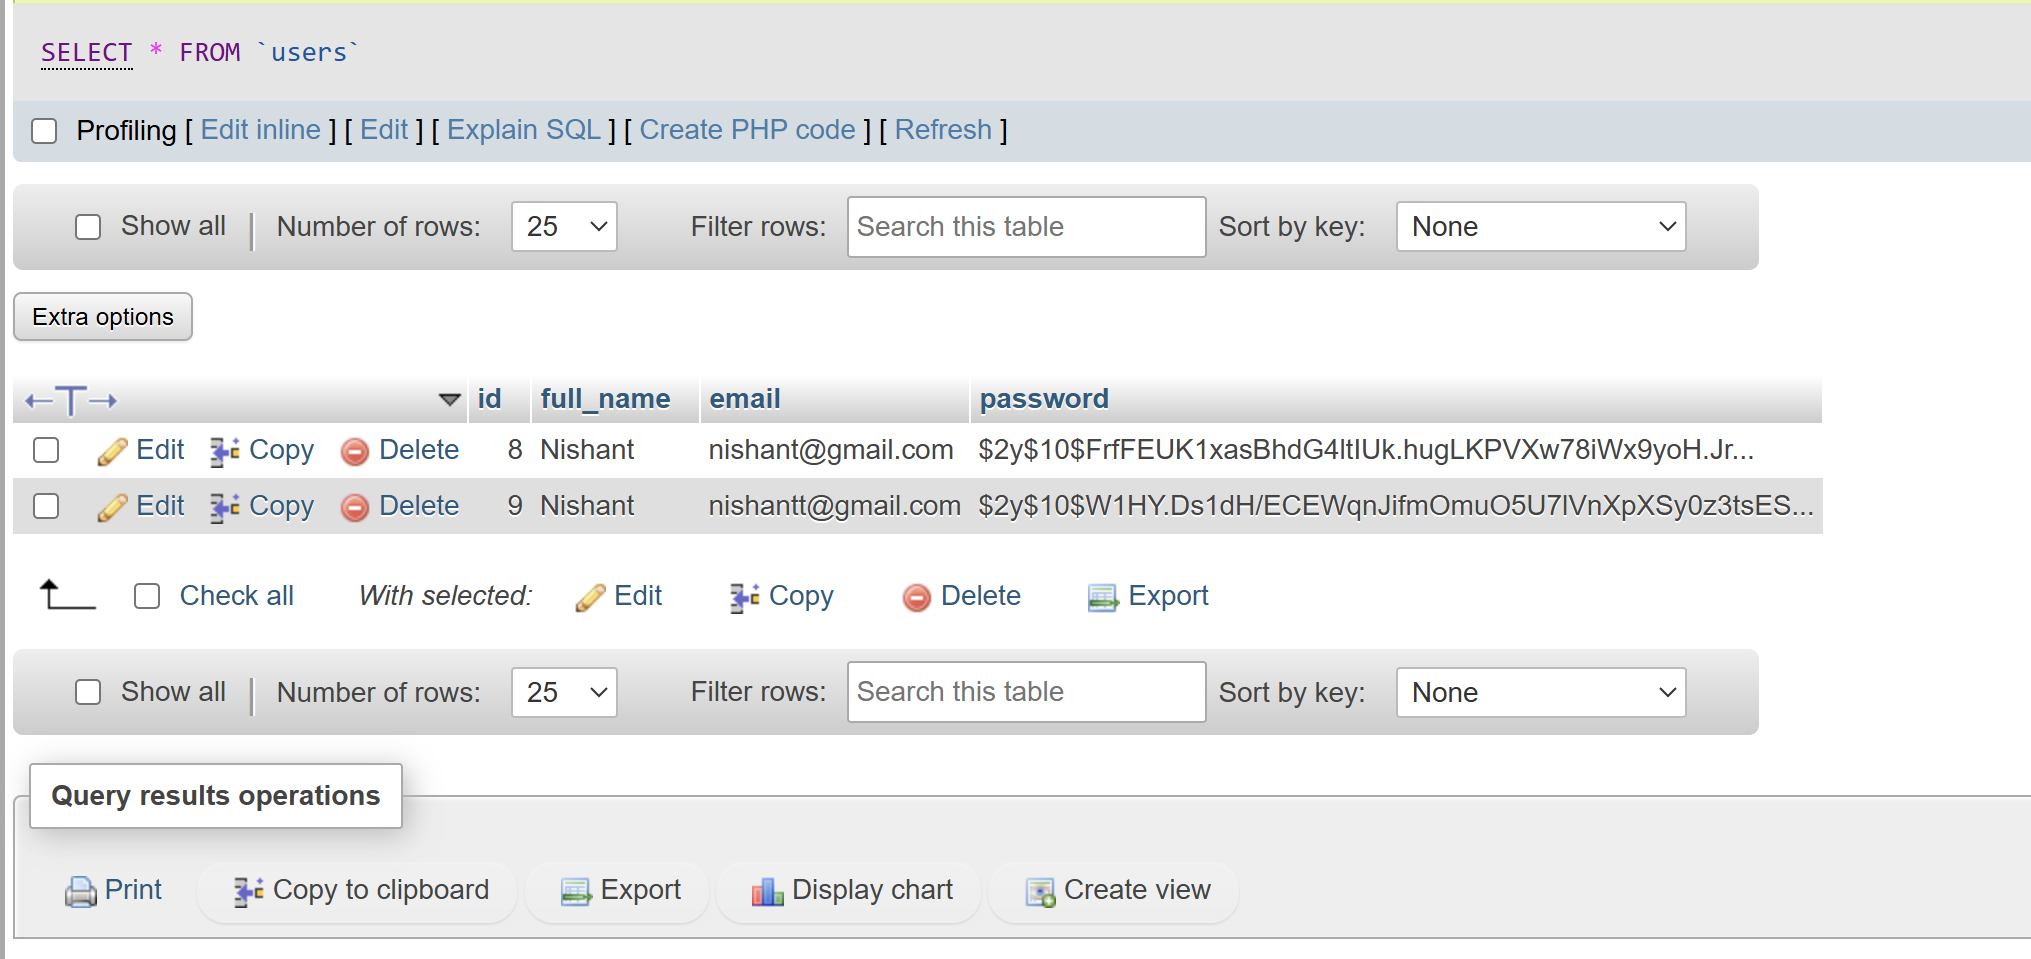 SELECT * FROM `users`
Profiling [ Edit inline ] [ Edit ] [ Explain SQL ] [ Create PHP code ] [ Refresh ]
Show all | Number of rows: 25 Filter rows: Search this table Sort by key: None
Extra options
←T→ id full_name email password
Edit Copy Delete 8 Nishant nishant@gmail.com $2y$10$FrfFEUK1xasBhdG4ltIUk.hugLKPVXw78iWx9yoH.Jr...
Edit Copy Delete 9 Nishant nishantt@gmail.com $2y$10$W1HY.Ds1dH/ECEWqnJifmOmuO5U7lVnXpXSy0z3tsES...
Check all With selected: Edit Copy Delete Export
Show all | Number of rows: 25 Filter rows: Search this table Sort by key: None
Query results operations
Print Copy to clipboard Export Display chart Create view